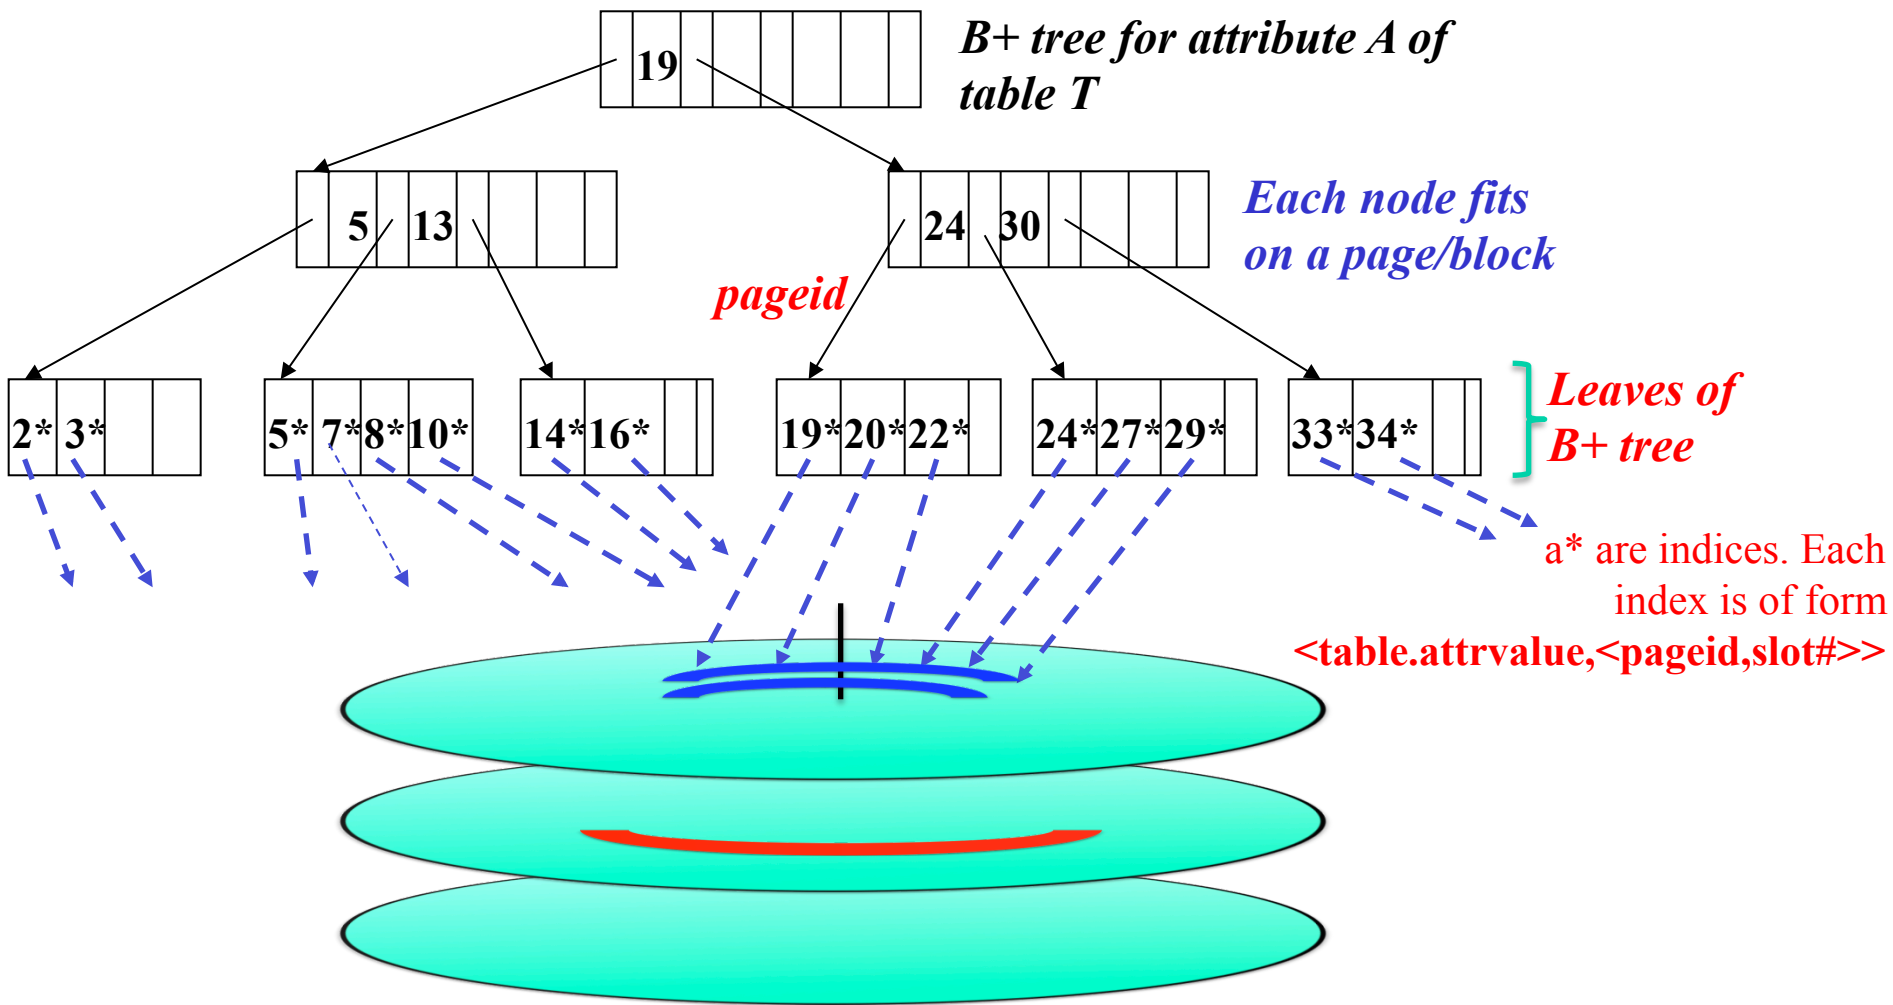 19
B+ tree for attribute A of
table T
5 13
24 30
Each node fits
on a page/block
pageid
2* 3*
5* 7* 8* 10*
14* 16*
19* 20* 22*
24* 27* 29*
33* 34*
Leaves of
B+ tree
a* are indices. Each
index is of form
<table.attrvalue,<pageid,slot#>>